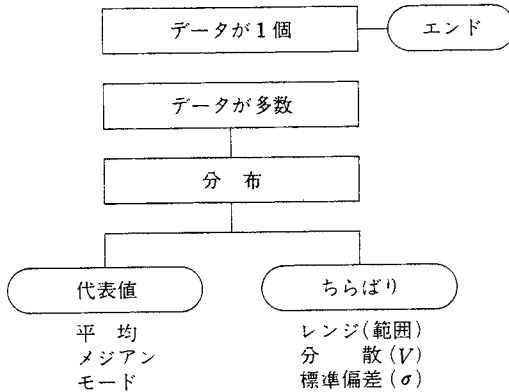 データが1個
エンド
データが多数
分 布
代表値
ちらばり
平 均
メジアン
モード
レンジ(範囲)
分 散(V)
標準偏差(σ)